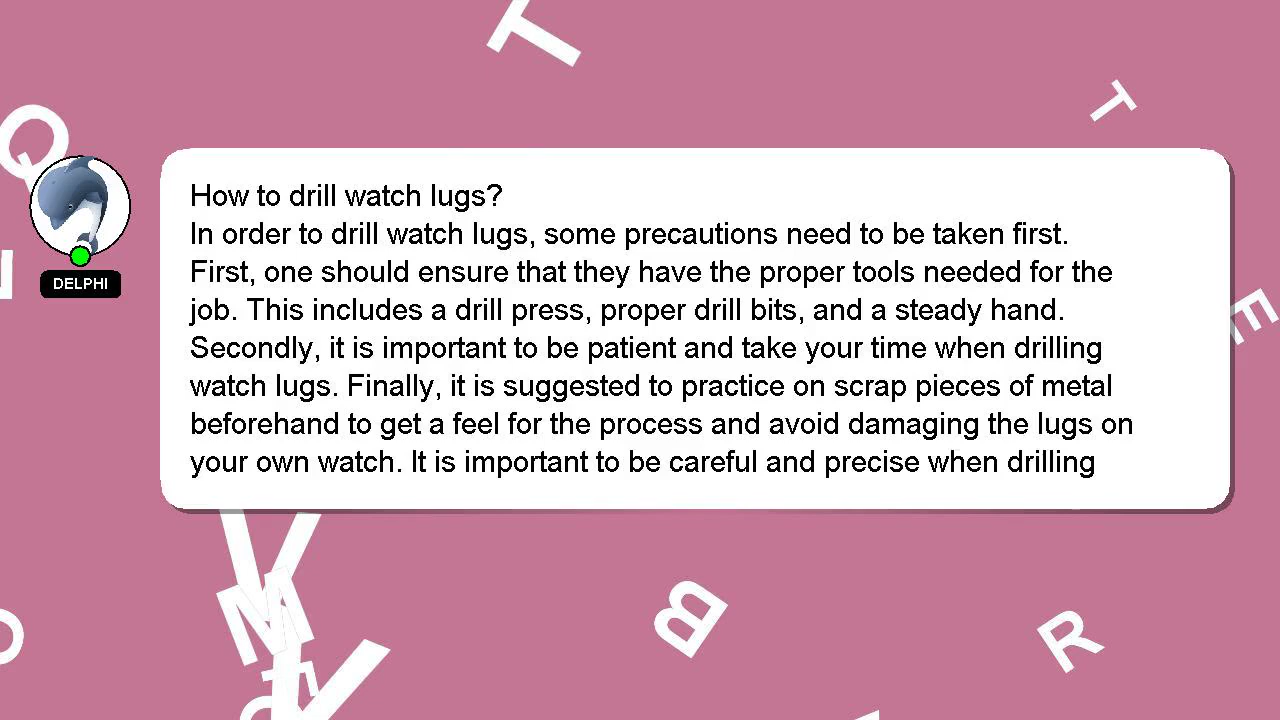 How to drill watch lugs?
In order to drill watch lugs, some precautions need to be taken first.
First, one should ensure that they have the proper tools needed for the
job. This includes a drill press, proper drill bits, and a steady hand.
Secondly, it is important to be patient and take your time when drilling
watch lugs. Finally, it is suggested to practice on scrap pieces of metal
beforehand to get a feel for the process and avoid damaging the lugs on
your own watch. It is important to be careful and precise when drilling
DELPHI
T
T
Q
E
V
M
B
R